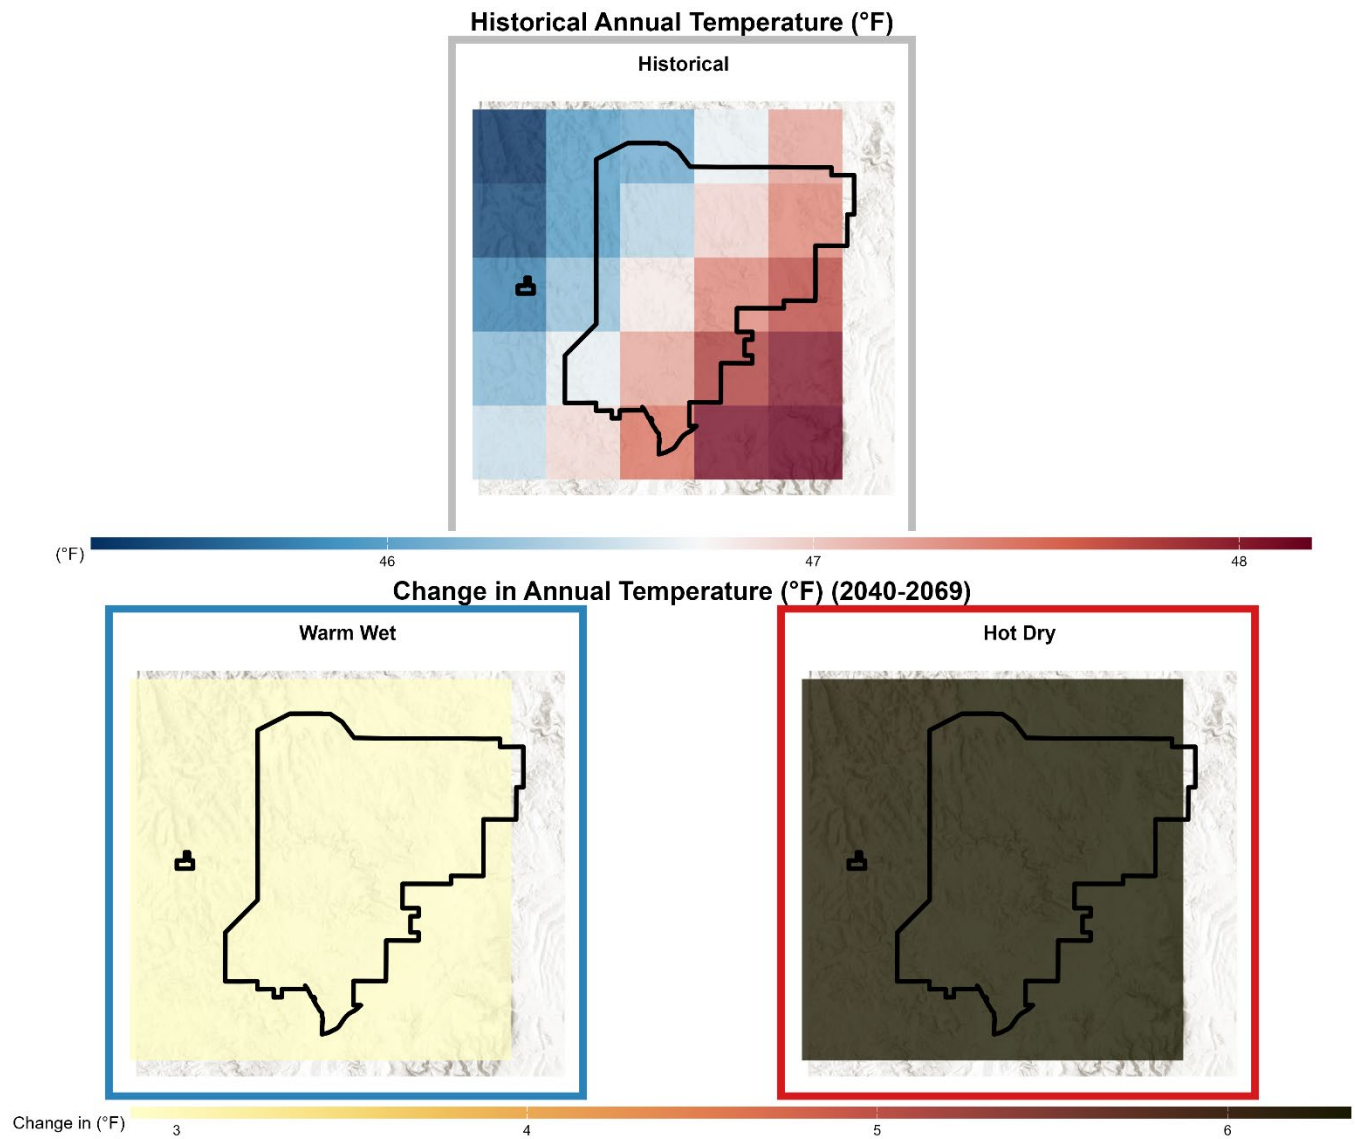 Historical Annual Temperature (°F)
Historical
(°F)
46 47 48
Change in Annual Temperature (°F) (2040-2069)
Warm Wet
Hot Dry
Change in (°F)
3 4 5 6